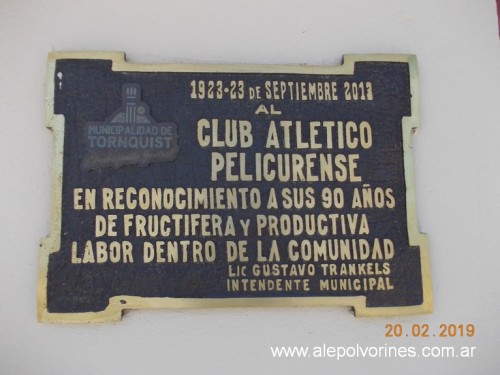 1923-23 DE SEPTIEMBRE 2013
AL
MUNICIPALIDAD DE
TORNQUIST
CLUB ATLETICO
PELICURENSE
EN RECONOCIMIENTO A SUS 90 AÑOS
DE FRUCTIFERA Y PRODUCTIVA
LABOR DENTRO DE LA COMUNIDAD
LIC GUSTAVO TRANKELS
INTENDENTE MUNICIPAL
20.02.2019
www.alepolvorines.com.ar